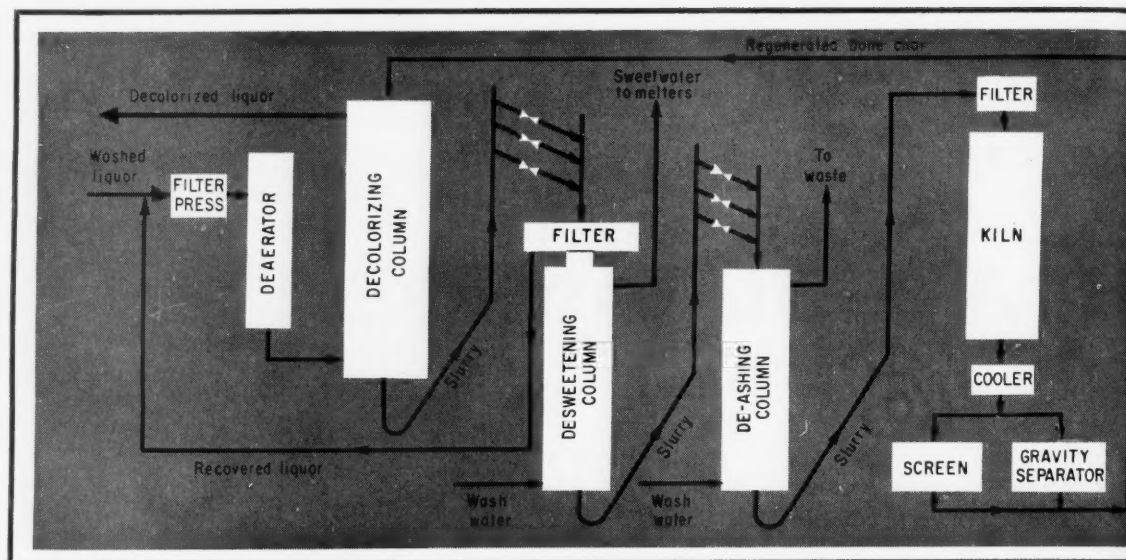 Regenerated bone char
Sweetwater
to melters
Decolorized liquor
Washed
liquor
FILTER
PRESS
DEAERATOR
DECOLORIZING
COLUMN
Slurry
Recovered liquor
FILTER
DESWEETENING
COLUMN
Wash
water
Slurry
To
waste
DE-ASHING
COLUMN
Wash
water
Slurry
FILTER
KILN
COOLER
SCREEN
GRAVITY
SEPARATOR